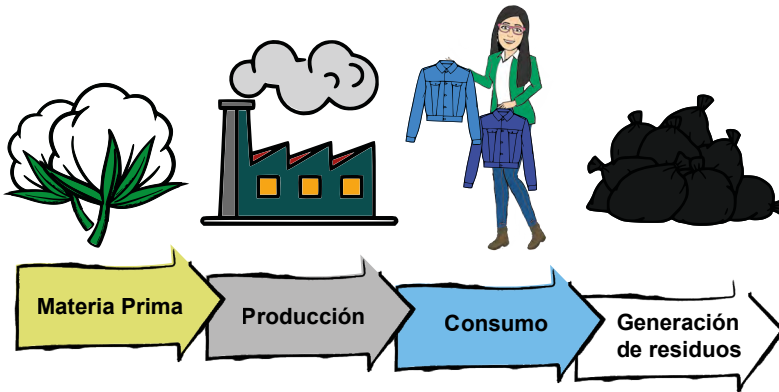 Materia Prima
Producción
Consumo
Generación
de residuos